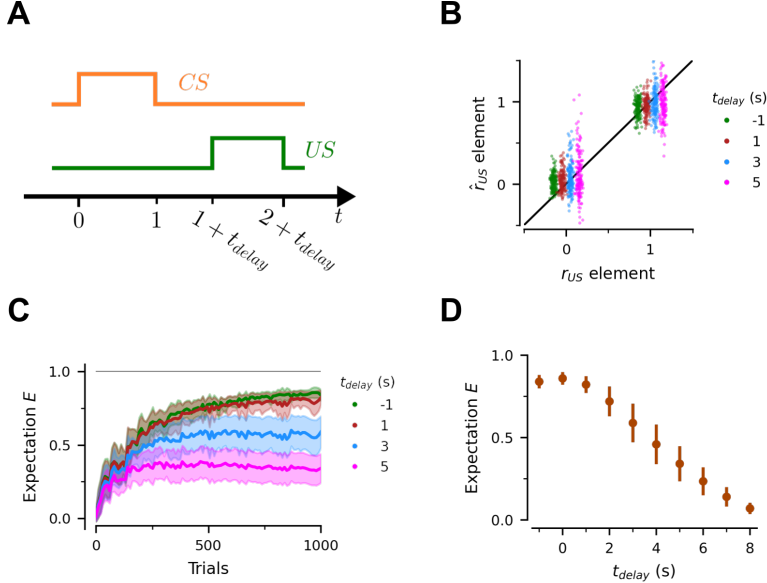 A
CS
US
0
1
1 + t_delay
2 + t_delay
t
B
r̂_US element
1
0
0
1
r_US element
t_delay (s)
-1
1
3
5
C
Expectation E
1.0
0.5
0.0
0
500
1000
Trials
t_delay (s)
-1
1
3
5
D
Expectation E
1.0
0.5
0.0
0
2
4
6
8
t_delay (s)